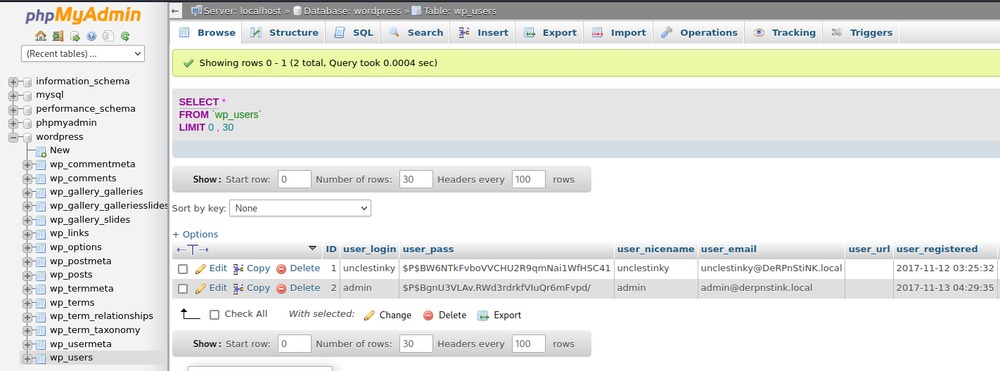 phpMyAdmin
(Recent tables) ...
information_schema
mysql
performance_schema
phpmyadmin
wordpress
New
wp_commentmeta
wp_comments
wp_gallery_galleries
wp_gallery_galleriesslides
wp_gallery_slides
wp_links
wp_options
wp_postmeta
wp_posts
wp_termmeta
wp_terms
wp_term_relationships
wp_term_taxonomy
wp_usermeta
wp_users
Server: localhost » Database: wordpress » Table: wp_users
Browse Structure SQL Search Insert Export Import Operations Tracking Triggers
Showing rows 0 - 1 (2 total, Query took 0.0004 sec)
SELECT *
FROM `wp_users`
LIMIT 0 , 30
Show : Start row: 0 Number of rows: 30 Headers every 100 rows
Sort by key: None
+ Options
←T→ ID user_login user_pass user_nicename user_email user_url user_registered
Edit Copy Delete 1 unclestinky $P$BW6NTkFvboVVCHU2R9qmNai1WfHSC41 unclestinky unclestinky@DeRPnStiNK.local 2017-11-12 03:25:32
Edit Copy Delete 2 admin $P$BgnU3VLAv.RWd3rdrkfVIuQr6mFvpd/ admin admin@derpnstink.local 2017-11-13 04:29:35
Check All With selected: Change Delete Export
Show : Start row: 0 Number of rows: 30 Headers every 100 rows